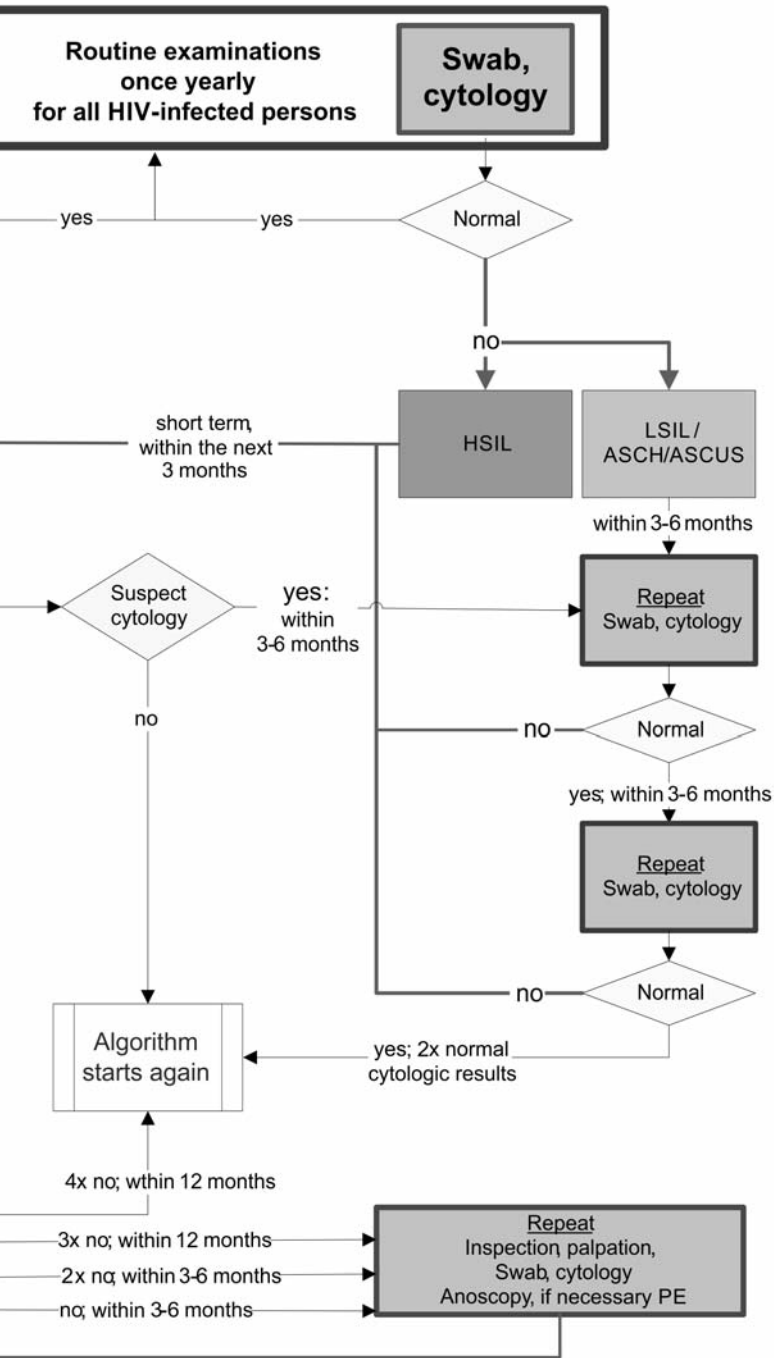 Routine examinations
once yearly
for all HIV-infected persons
Swab,
cytology
yes
yes
Normal
no
short term,
within the next
3 months
HSIL
LSIL /
ASCH/ASCUS
within 3-6 months
Suspect
cytology
yes:
within
3-6 months
Repeat
Swab, cytology
no
no
Normal
yes; within 3-6 months
Repeat
Swab, cytology
no
Normal
Algorithm
starts again
yes; 2x normal
cytologic results
4x no; wthin 12 months
3x no; within 12 months
2x no; within 3-6 months
no; within 3-6 months
Repeat
Inspection, palpation,
Swab, cytology
Anoscopy, if necessary PE